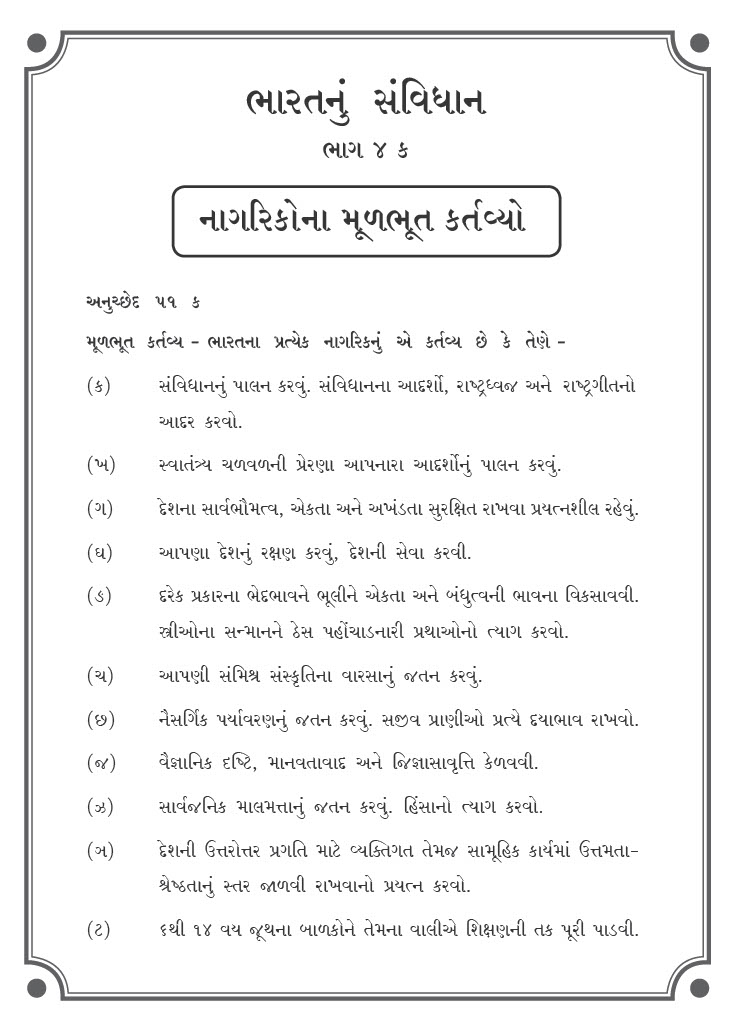 ભારતનું સંવિધાન
ભાગ ૪ ક
નાગરિકોના મૂળભૂત કર્તવ્યો
અનુચ્છેદ ૫૧ ક
મૂળભૂત કર્તવ્ય - ભારતના પ્રત્યેક નાગરિકનું એ કર્તવ્ય છે કે તેણે -
(ક) સંવિધાનનું પાલન કરવું. સંવિધાનના આદર્શો, રાષ્ટ્રધ્વજ અને રાષ્ટ્રગીતનો
આદર કરવો.
(ખ) સ્વાતંત્ર્ય ચળવળની પ્રેરણા આપનારા આદર્શોનું પાલન કરવું.
(ગ) દેશના સાર્વભૌમત્વ, એકતા અને અખંડતા સુરક્ષિત રાખવા પ્રયત્નશીલ રહેવું.
(ઘ) આપણા દેશનું રક્ષણ કરવું, દેશની સેવા કરવી.
(ઙ) દરેક પ્રકારના ભેદભાવને ભૂલીને એકતા અને બંધુત્વની ભાવના વિકસાવવી.
સ્ત્રીઓના સન્માનને ઠેસ પહોંચાડનારી પ્રથાઓનો ત્યાગ કરવો.
(ચ) આપણી સંમિશ્ર સંસ્કૃતિના વારસાનું જતન કરવું.
(છ) નૈસર્ગિક પર્યાવરણનું જતન કરવું. સજીવ પ્રાણીઓ પ્રત્યે દયાભાવ રાખવો.
(જ) વૈજ્ઞાનિક દષ્ટિ, માનવતાવાદ અને જિજ્ઞાસાવૃત્તિ કેળવવી.
(ઝ) સાર્વજનિક માલમત્તાનું જતન કરવું. હિંસાનો ત્યાગ કરવો.
(ઞ) દેશની ઉત્તરોત્તર પ્રગતિ માટે વ્યક્તિગત તેમજ સામૂહિક કાર્યમાં ઉત્તમતા-
શ્રેષ્ઠતાનું સ્તર જાળવી રાખવાનો પ્રયત્ન કરવો.
(ટ) ૬થી ૧૪ વય જૂથના બાળકોને તેમના વાલીએ શિક્ષણની તક પૂરી પાડવી.